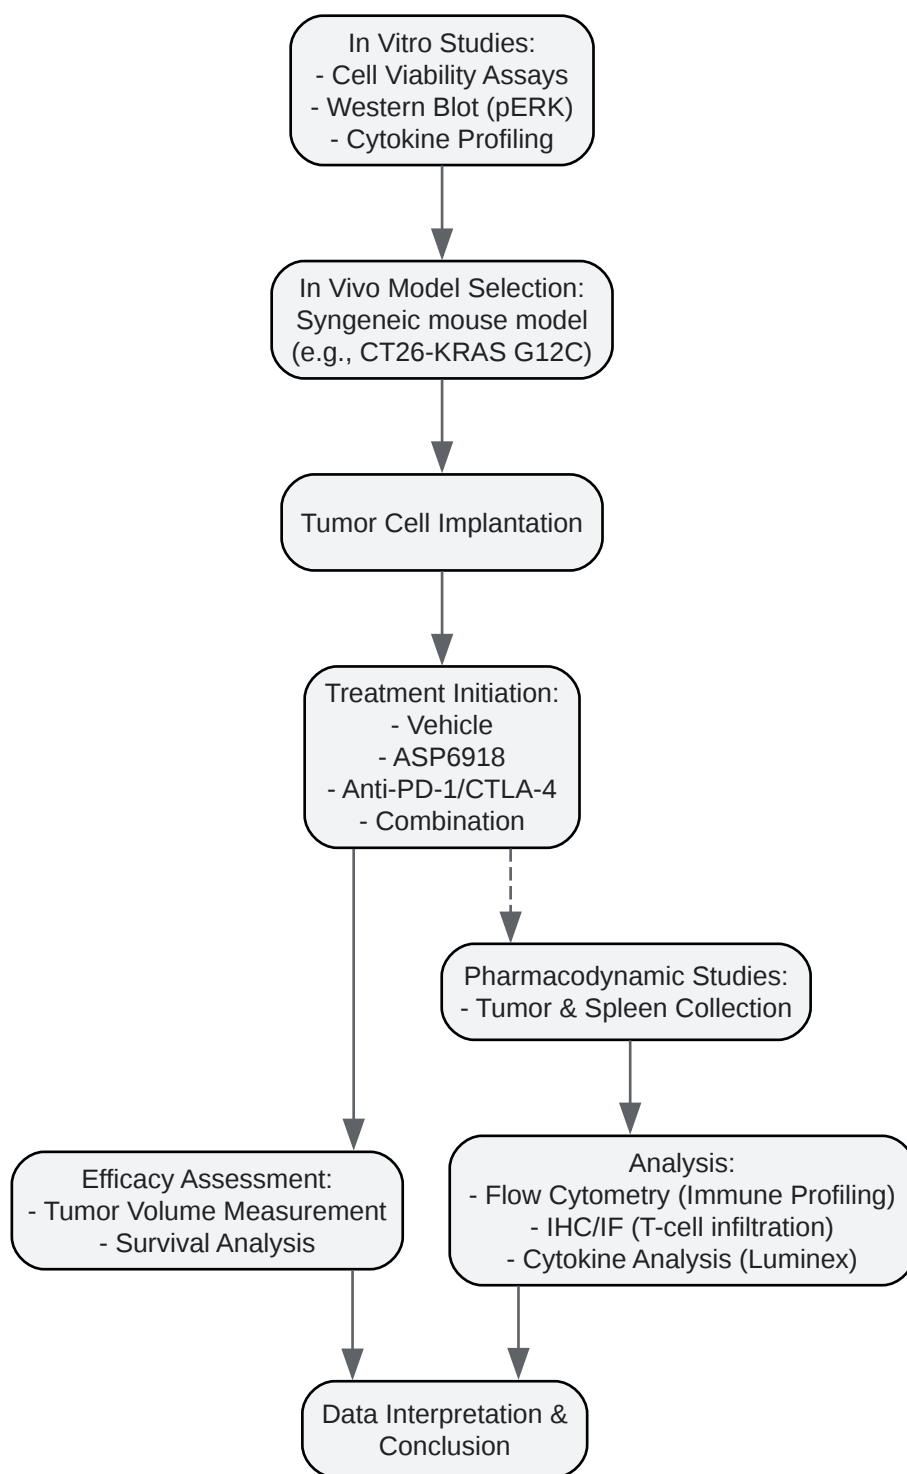 In Vitro Studies:
- Cell Viability Assays
- Western Blot (pERK)
- Cytokine Profiling
In Vivo Model Selection:
Syngeneic mouse model
(e.g., CT26-KRAS G12C)
Tumor Cell Implantation
Treatment Initiation:
- Vehicle
- ASP6918
- Anti-PD-1/CTLA-4
- Combination
Pharmacodynamic Studies:
- Tumor & Spleen Collection
Efficacy Assessment:
- Tumor Volume Measurement
- Survival Analysis
Analysis:
- Flow Cytometry (Immune Profiling)
- IHC/IF (T-cell infiltration)
- Cytokine Analysis (Luminex)
Data Interpretation &
Conclusion